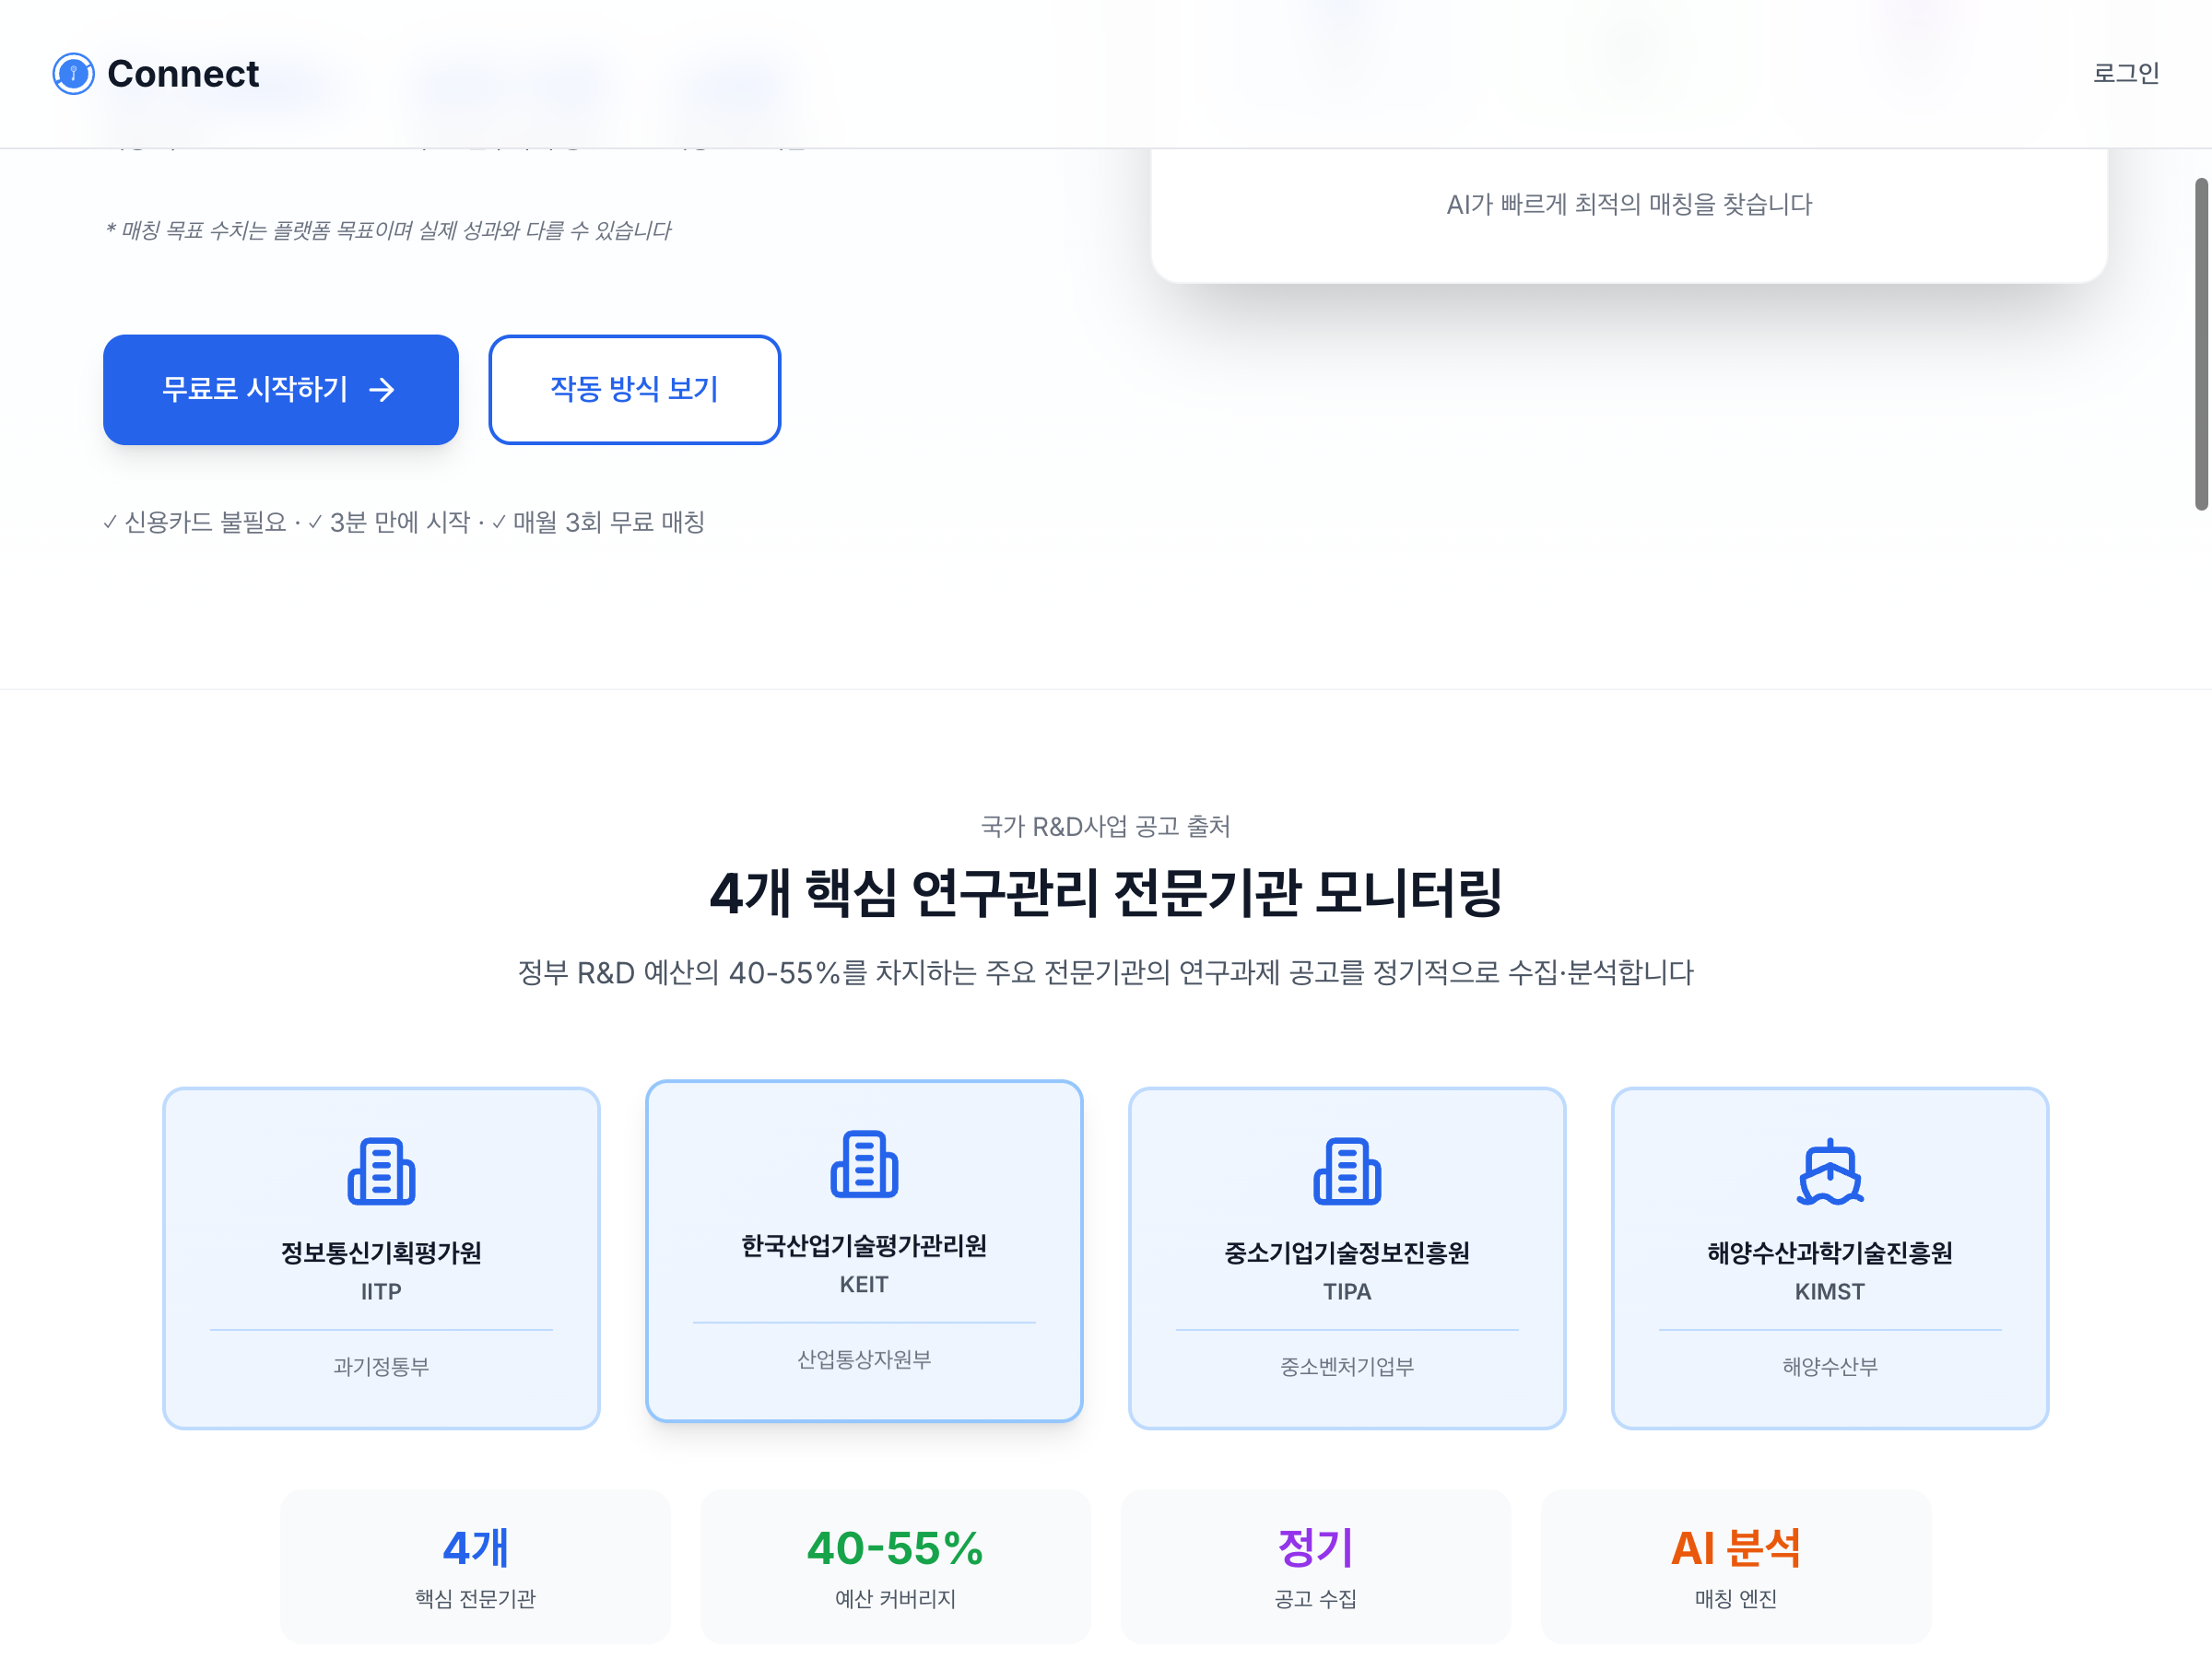 Connect
로그인
AI가 빠르게 최적의 매칭을 찾습니다
* 매칭 목표 수치는 플랫폼 목표이며 실제 성과와 다를 수 있습니다
무료로 시작하기 →
작동 방식 보기
✓ 신용카드 불필요 · ✓ 3분 만에 시작 · ✓ 매월 3회 무료 매칭
국가 R&D사업 공고 출처
4개 핵심 연구관리 전문기관 모니터링
정부 R&D 예산의 40-55%를 차지하는 주요 전문기관의 연구과제 공고를 정기적으로 수집·분석합니다
정보통신기획평가원
IITP
과기정통부
한국산업기술평가관리원
KEIT
산업통상자원부
중소기업기술정보진흥원
TIPA
중소벤처기업부
해양수산과학기술진흥원
KIMST
해양수산부
4개
핵심 전문기관
40-55%
예산 커버리지
정기
공고 수집
AI 분석
매칭 엔진